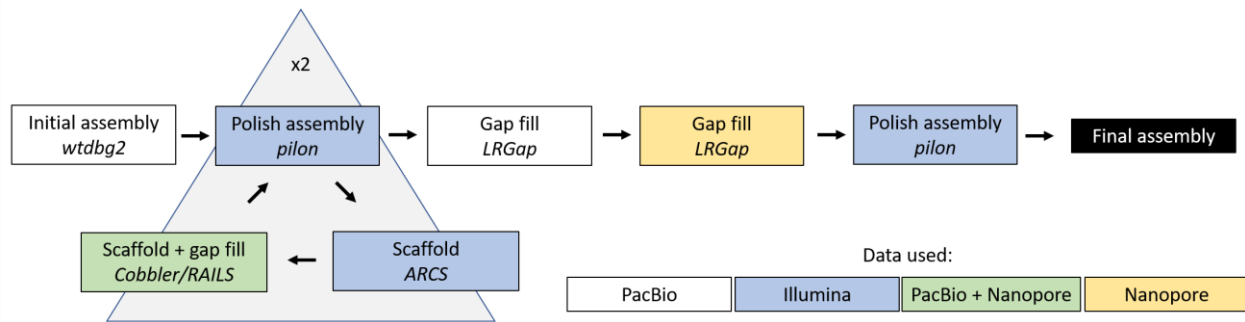 x2
Initial assembly
wtdbg2
Polish assembly
pilon
Gap fill
LRGap
Gap fill
LRGap
Polish assembly
pilon
Final assembly
Scaffold + gap fill
Cobbler/RAILS
Scaffold
ARCS
Data used:
PacBio
Illumina
PacBio + Nanopore
Nanopore